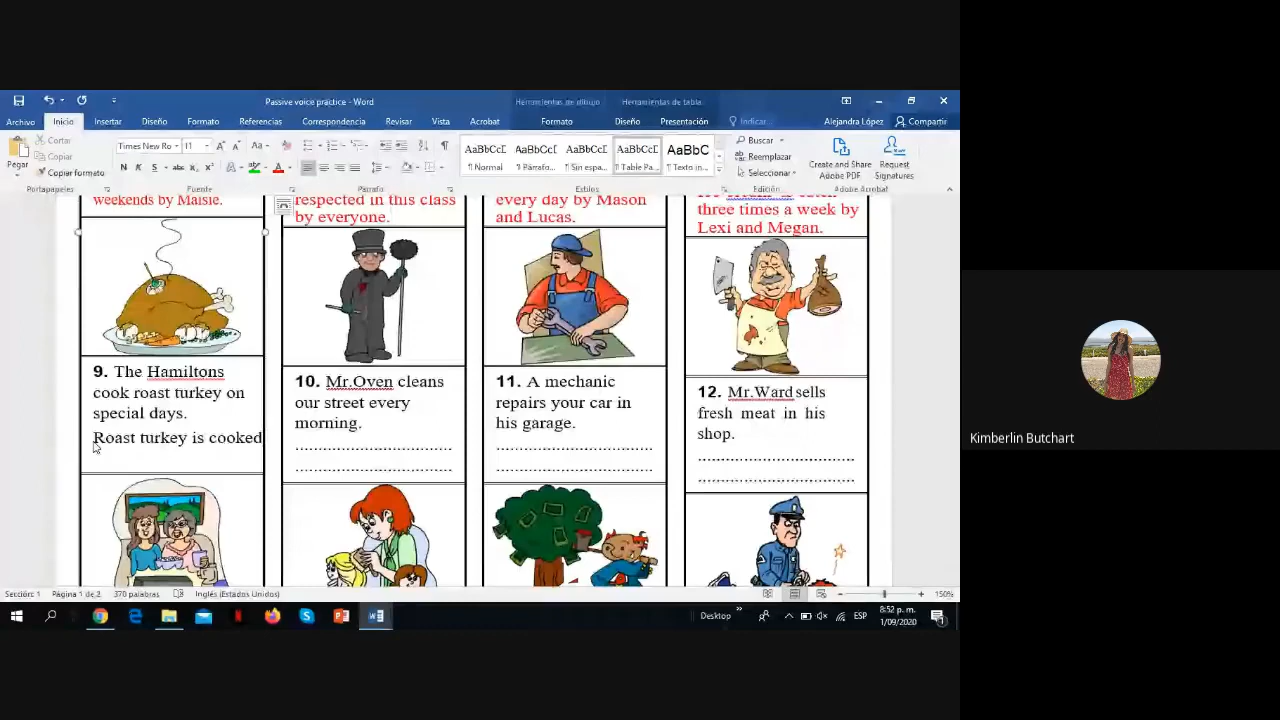 Passive voice practice - Word
Herramientas de dibujo
Herramientas de tabla
Archivo
Inicio
Insertar
Diseño
Formato
Referencias
Correspondencia
Revisar
Vista
Acrobat
Formato
Diseño
Presentación
Indicar...
Alejandra López
Compartir
Pegar
Cortar
Copiar
Copiar formato
Portapapeles
Times New Ro
11
Fuente
Párrafo
AaBbCcDc
¶ Normal
¶ Párrafo...
¶ Sin espa...
¶ Table Pa...
¶ Texto in...
Estilos
Buscar
Reemplazar
Seleccionar
Edición
Create and Share
Adobe PDF
Request
Signatures
Adobe Acrobat
weekends by Maisie.
respected in this class
by everyone.
every day by Mason
and Lucas.
three times a week by
Lexi and Megan.
9. The Hamiltons
cook roast turkey on
special days.
Roast turkey is cooked
10. Mr.Oven cleans
our street every
morning.
11. A mechanic
repairs your car in
his garage.
12. Mr.Ward sells
fresh meat in his
shop.
Kimberlin Butchart
Sección: 1
Página 1 de 2
370 palabras
Inglés (Estados Unidos)
150%
Desktop
ESP
8:52 p. m.
1/09/2020